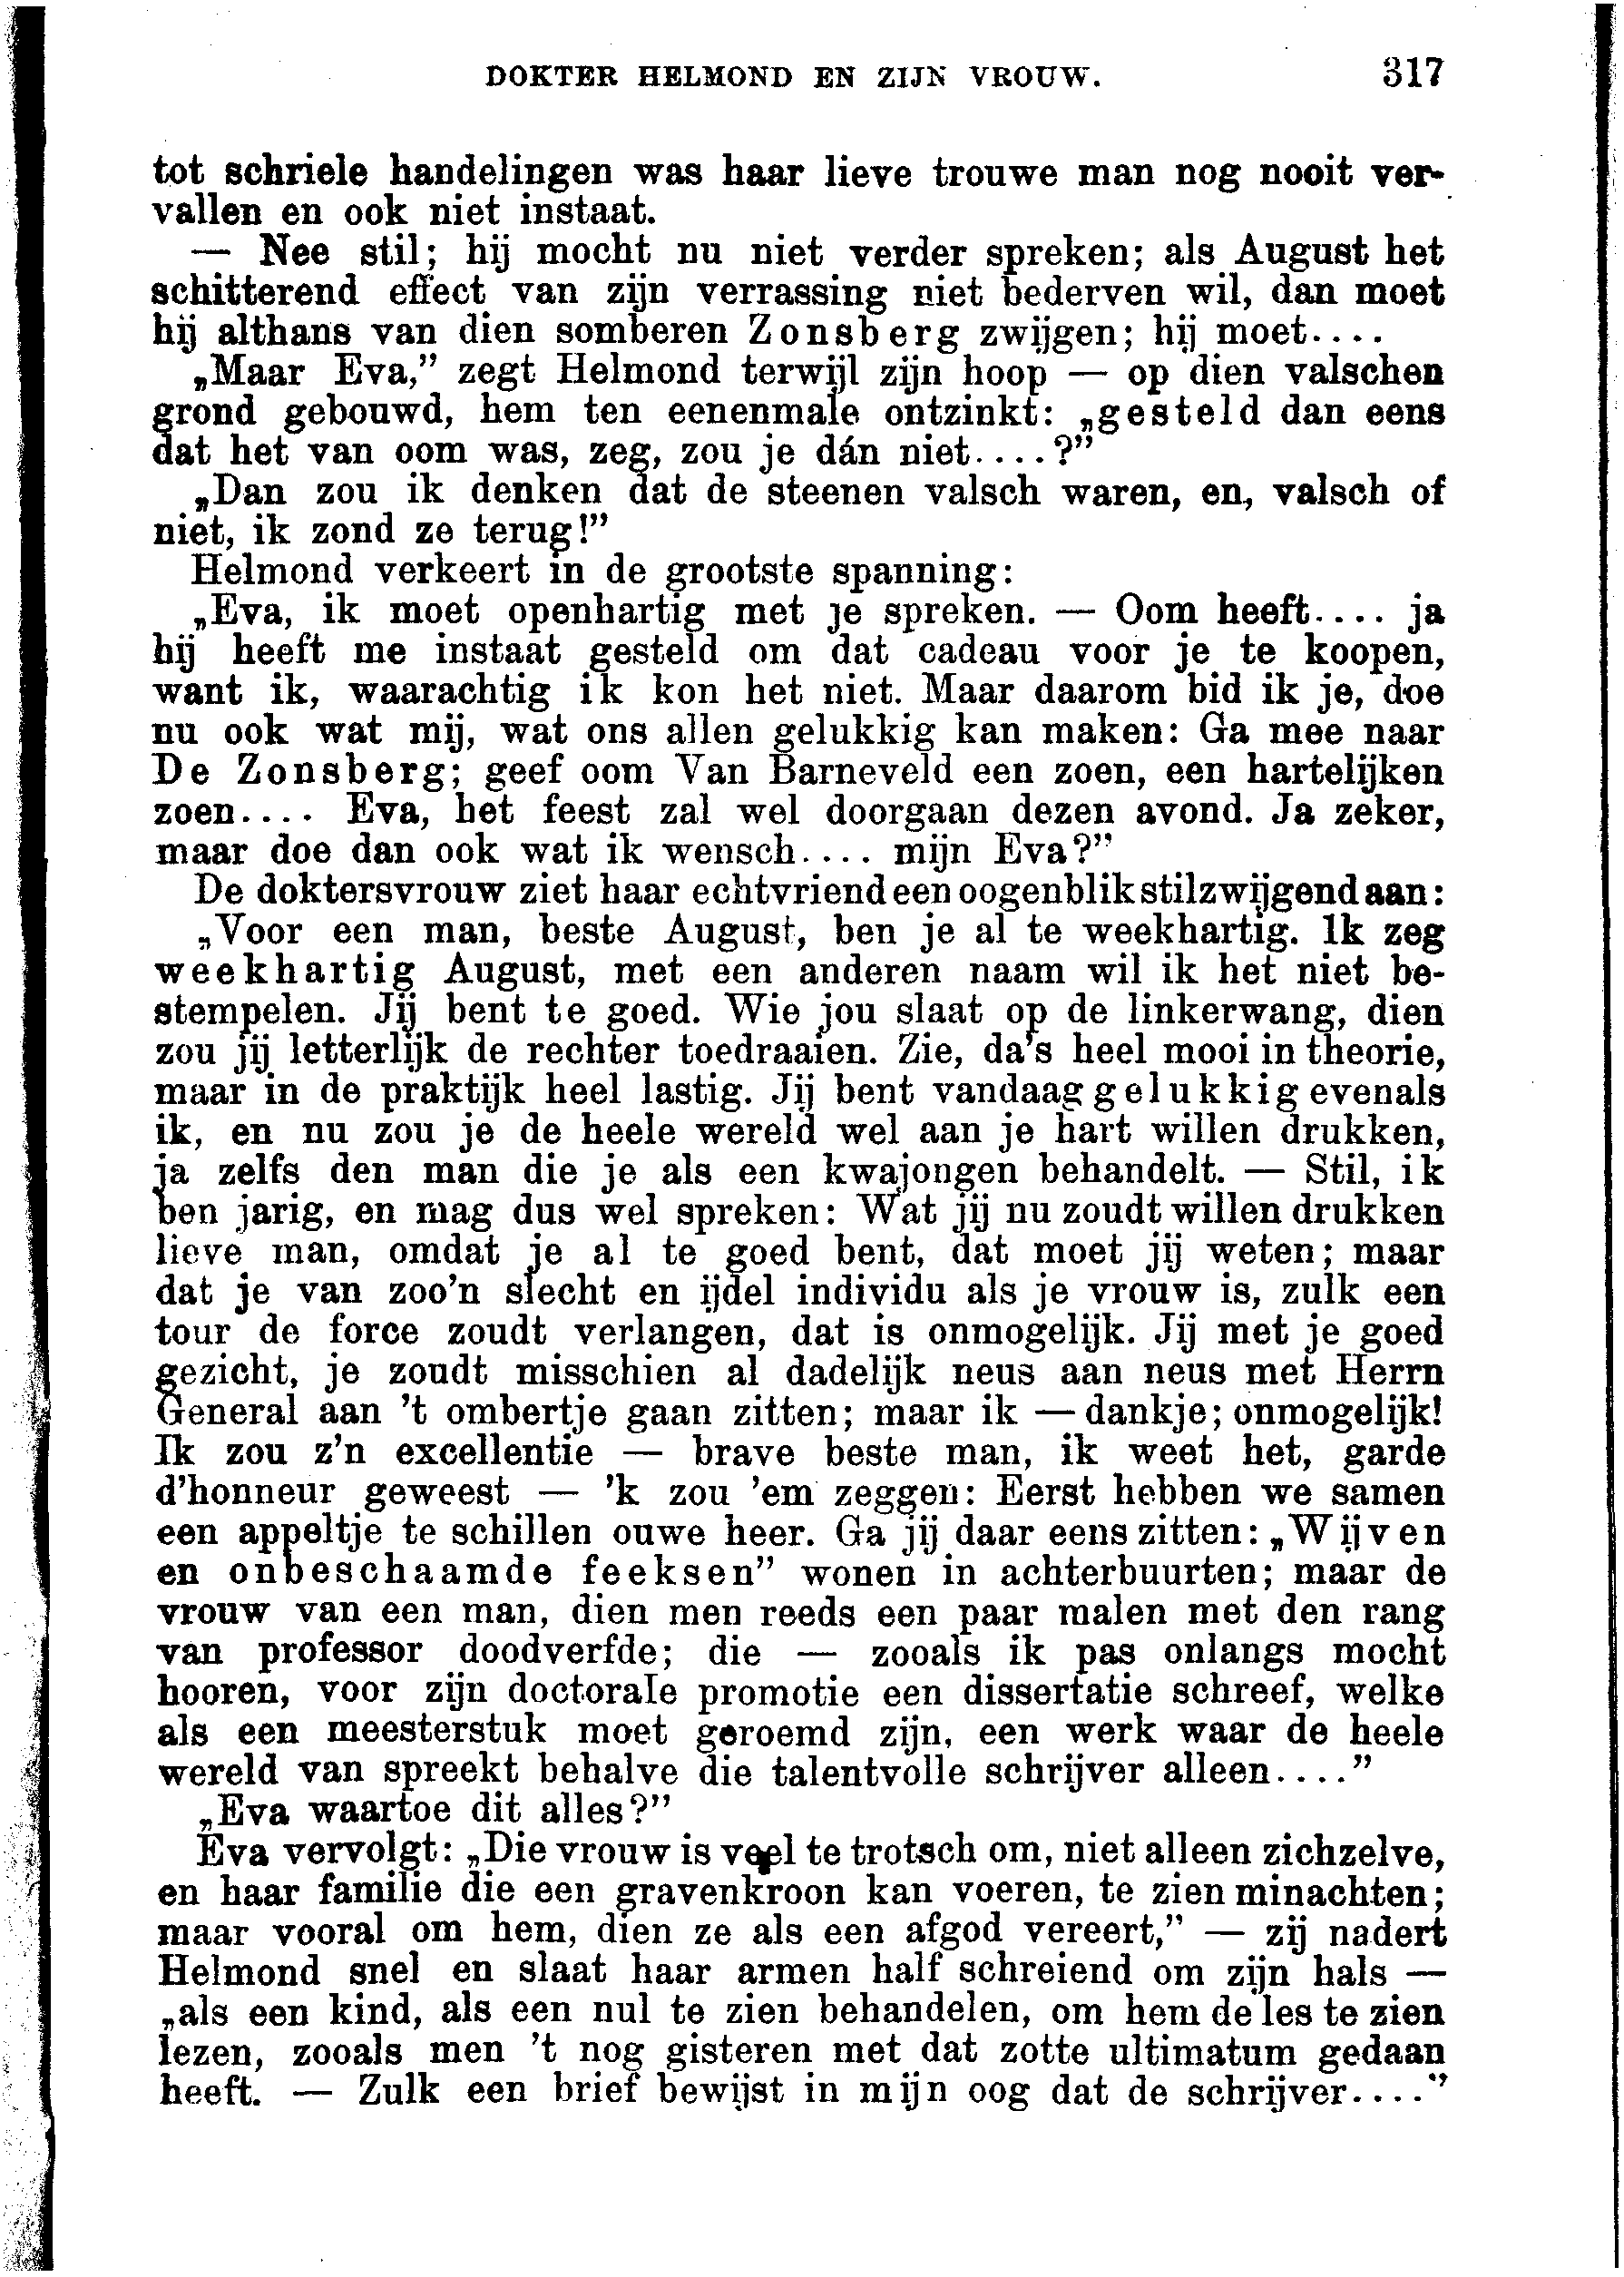 DOKTER HELMOND EN ZIJN VROUW. 317
tot schriele handelingen was haar lieve trouwe man nog nooit ver-
vallen en ook niet instaat.
— Nee stil; hij mocht nu niet verder spreken; als August het
schitterend effect van zijn verrassing niet bederven wil, dan moet
hij althans van dien somberen Zonsberg zwijgen; hij moet....
„Maar Eva,” zegt Helmond terwijl zijn hoop — op dien valschen
grond gebouwd, hem ten eenenmale ontzinkt: „gesteld dan eens
dat het van oom was, zeg, zou je dán niet....?”
„Dan zou ik denken dat de steenen valsch waren, en, valsch of
niet, ik zond ze terug!”
Helmond verkeert in de grootste spanning:
„Eva, ik moet openhartig met je spreken. — Oom heeft.... ja
hij heeft me instaat gesteld om dat cadeau voor je te koopen,
want ik, waarachtig ik kon het niet. Maar daarom bid ik je, doe
nu ook wat mij, wat ons allen gelukkig kan maken: Ga mee naar
De Zonsberg; geef oom Van Barneveld een zoen, een hartelijken
zoen.... Eva, het feest zal wel doorgaan dezen avond. Ja zeker,
maar doe dan ook wat ik wensch.... mijn Eva?”
De doktersvrouw ziet haar echtvriend een oogenblik stilzwijgend aan:
„Voor een man, beste August, ben je al te weekhartig. Ik zeg
weekhartig August, met een anderen naam wil ik het niet be-
stempelen. Jij bent te goed. Wie jou slaat op de linkerwang, dien
zou jij letterlijk de rechter toedraaien. Zie, da's heel mooi in theorie,
maar in de praktijk heel lastig. Jij bent vandaag gelukkig evenals
ik, en nu zou je de heele wereld wel aan je hart willen drukken,
ja zelfs den man die je als een kwajongen behandelt. — Stil, ik
ben jarig, en mag dus wel spreken: Wat jij nu zoudt willen drukken
lieve man, omdat je al te goed bent, dat moet jij weten; maar
dat je van zoo'n slecht en ijdel individu als je vrouw is, zulk een
tour de force zoudt verlangen, dat is onmogelijk. Jij met je goed
gezicht, je zoudt misschien al dadelijk neus aan neus met Herrn
General aan 't ombertje gaan zitten; maar ik — dankje; onmogelijk!
Ik zou z'n excellentie — brave beste man, ik weet het, garde
d'honneur geweest — 'k zou 'em zeggen: Eerst hebben we samen
een appeltje te schillen ouwe heer. Ga jij daar eens zitten: „Wijven
en onbeschaamde feeksen” wonen in achterbuurten; maar de
vrouw van een man, dien men reeds een paar malen met den rang
van professor doodverfde; die — zooals ik pas onlangs mocht
hooren, voor zijn doctorale promotie een dissertatie schreef, welke
als een meesterstuk moet geroemd zijn, een werk waar de heele
wereld van spreekt behalve die talentvolle schrijver alleen....”
„Eva waartoe dit alles?”
Eva vervolgt: „Die vrouw is veel te trotsch om, niet alleen zichzelve,
en haar familie die een gravenkroon kan voeren, te zien minachten;
maar vooral om hem, dien ze als een afgod vereert,” — zij nadert
Helmond snel en slaat haar armen half schreiend om zijn hals —
„als een kind, als een nul te zien behandelen, om hem de les te zien
lezen, zooals men 't nog gisteren met dat zotte ultimatum gedaan
heeft. — Zulk een brief bewijst in mijn oog dat de schrijver....”